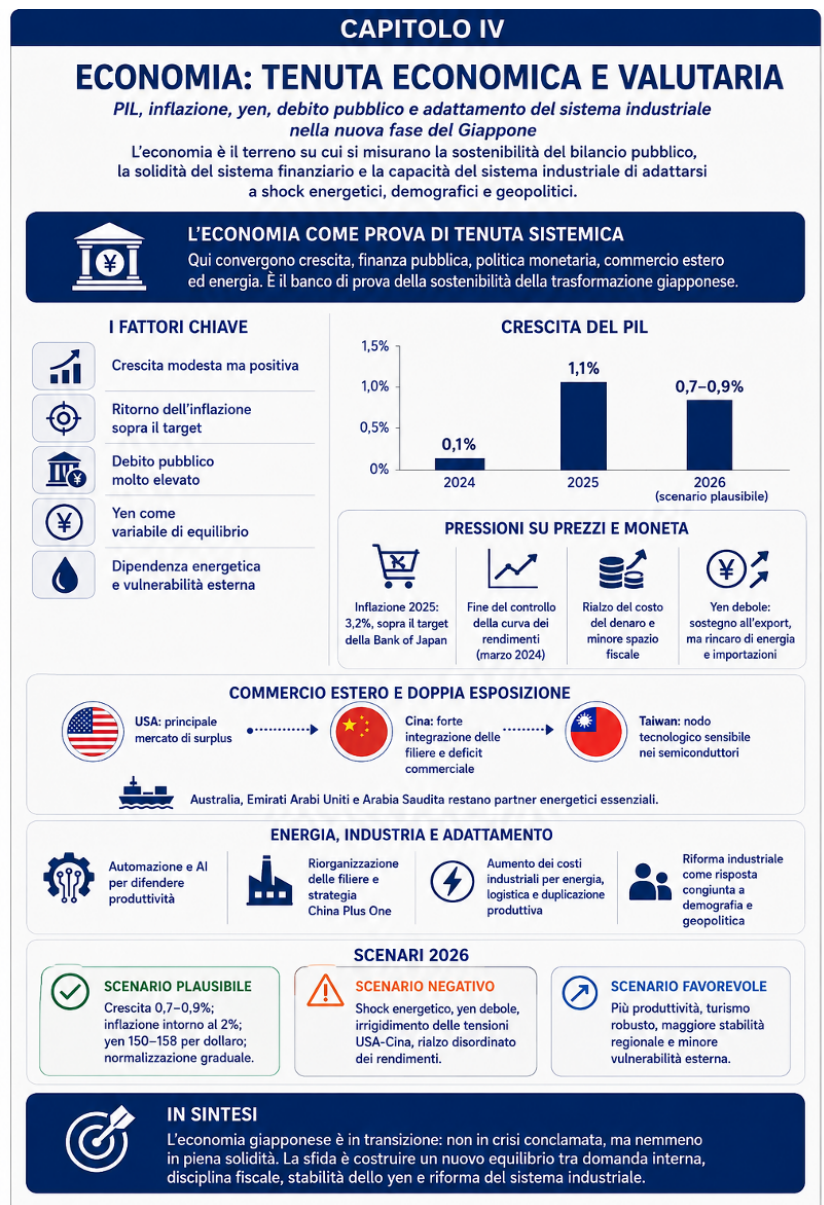 CAPITOLO IV
ECONOMIA: TENUTA ECONOMICA E VALUTARIA
PIL, inflazione, yen, debito pubblico e adattamento del sistema industriale
nella nuova fase del Giappone
L'economia è il terreno su cui si misurano la sostenibilità del bilancio pubblico,
la solidità del sistema finanziario e la capacità del sistema industriale di adattarsi
a shock energetici, demografici e geopolitici.
¥
L'ECONOMIA COME PROVA DI TENUTA SISTEMICA
Qui convergono crescita, finanza pubblica, politica monetaria, commercio estero
ed energia. È il banco di prova della sostenibilità della trasformazione giapponese.
I FATTORI CHIAVE
Crescita modesta ma positiva
Ritorno dell'inflazione
sopra il target
¥
Debito pubblico
molto elevato
¥
Yen come
variabile di equilibrio
Dipendenza energetica
e vulnerabilità esterna
CRESCITA DEL PIL
1,5%
1,0%
0,5%
0%
0,1%
1,1%
0,7–0,9%
2024
2025
2026
(scenario plausibile)
PRESSIONI SU PREZZI E MONETA
Inflazione 2025:
3,2%, sopra il target
della Bank of Japan
Fine del controllo
della curva dei
rendimenti
(marzo 2024)
Rialzo del costo
del denaro e
minore spazio
fiscale
¥
Yen debole:
sostegno all'export,
ma rincaro di energia
e importazioni
COMMERCIO ESTERO E DOPPIA ESPOSIZIONE
USA: principale
mercato di surplus
Cina: forte
integrazione delle
filiere e deficit
commerciale
Taiwan: nodo
tecnologico sensibile
nei semiconduttori
Australia, Emirati Arabi Uniti e Arabia Saudita restano partner energetici essenziali.
ENERGIA, INDUSTRIA E ADATTAMENTO
Automazione e AI
per difendere
produttività
Riorganizzazione
delle filiere e
strategia
China Plus One
Aumento dei costi
industriali per energia,
logistica e duplicazione
produttiva
Riforma industriale
come risposta
congiunta a
demografia e
geopolitica
SCENARI 2026
SCENARIO PLAUSIBILE
Crescita 0,7–0,9%;
inflazione intorno al 2%;
yen 150–158 per dollaro;
normalizzazione graduale.
SCENARIO NEGATIVO
Shock energetico, yen debole,
irrigidimento delle tensioni
USA-Cina, rialzo disordinato
dei rendimenti.
SCENARIO FAVOREVOLE
Più produttività, turismo
robusto, maggiore stabilità
regionale e minore
vulnerabilità esterna.
IN SINTESI
L'economia giapponese è in transizione: non in crisi conclamata, ma nemmeno
in piena solidità. La sfida è costruire un nuovo equilibrio tra domanda interna,
disciplina fiscale, stabilità dello yen e riforma del sistema industriale.